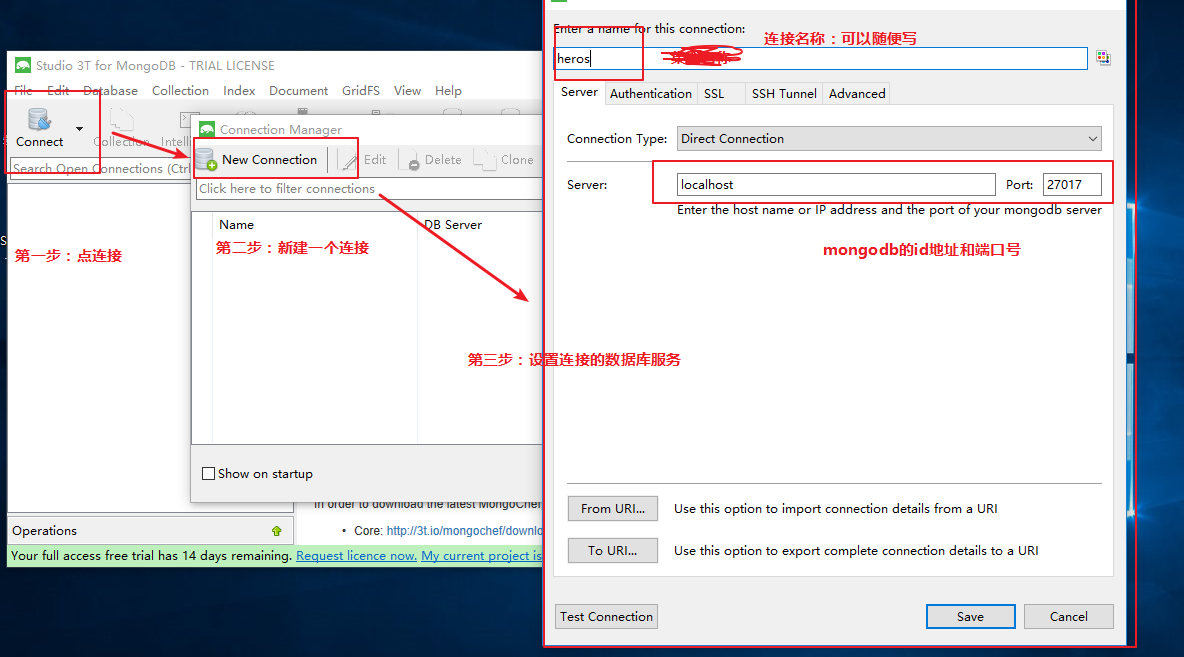 Studio 3T for MongoDB - TRIAL LICENSE
File Edit Database Collection Index Document GridFS View Help
Connect
Collection
Search Open Connections (Ctrl
第一步：点连接
Operations
Your full access free trial has 14 days remaining. Request licence now. My current project is
Connection Manager
New Connection Edit Delete Clone
Click here to filter connections
Name DB Server
第二步：新建一个连接
Show on startup
In order to download the latest MongoChef
• Core: http://3t.io/mongochef/downlo
第三步：设置连接的数据库服务
Enter a name for this connection:
连接名称：可以随便写
heros
Server Authentication SSL SSH Tunnel Advanced
Connection Type: Direct Connection
Server: localhost Port: 27017
Enter the host name or IP address and the port of your mongodb server
mongodb的id地址和端口号
From URI... Use this option to import connection details from a URI
To URI... Use this option to export complete connection details to a URI
Test Connection Save Cancel